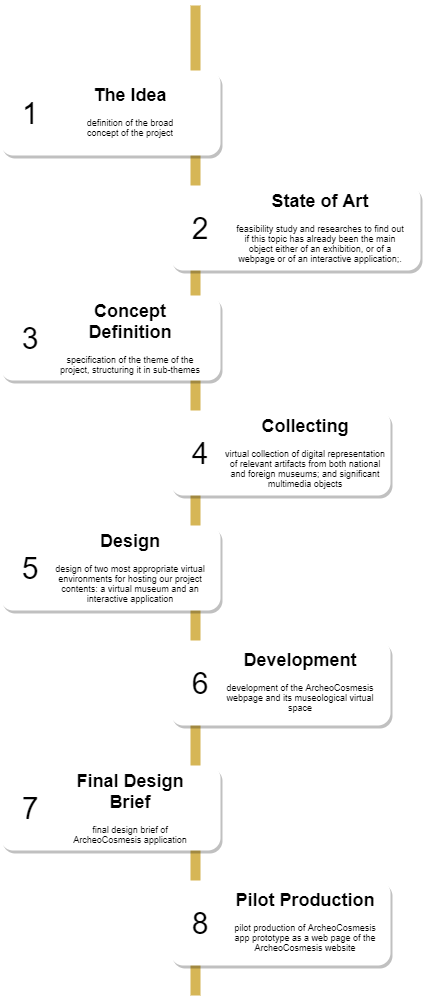 The Idea
1
definition of the broad
concept of the project
State of Art
2
feasibility study and researches to find out
if this topic has already been the main
object either of an exhibition, or of a
webpage or of an interactive application;.
Concept
Definition
3
specification of the theme of the
project, structuring it in sub-themes
Collecting
4
virtual collection of digital representation
of relevant artifacts from both national
and foreign museums; and significant
multimedia objects
Design
5
design of two most appropriate virtual
environments for hosting our project
contents: a virtual museum and an
interactive application
Development
6
development of the ArcheoCosmesis
webpage and its museological virtual
space
Final Design
Brief
7
final design brief of
ArcheoCosmesis application
Pilot Production
8
pilot production of ArcheoCosmesis
app prototype as a web page of the
ArcheoCosmesis website